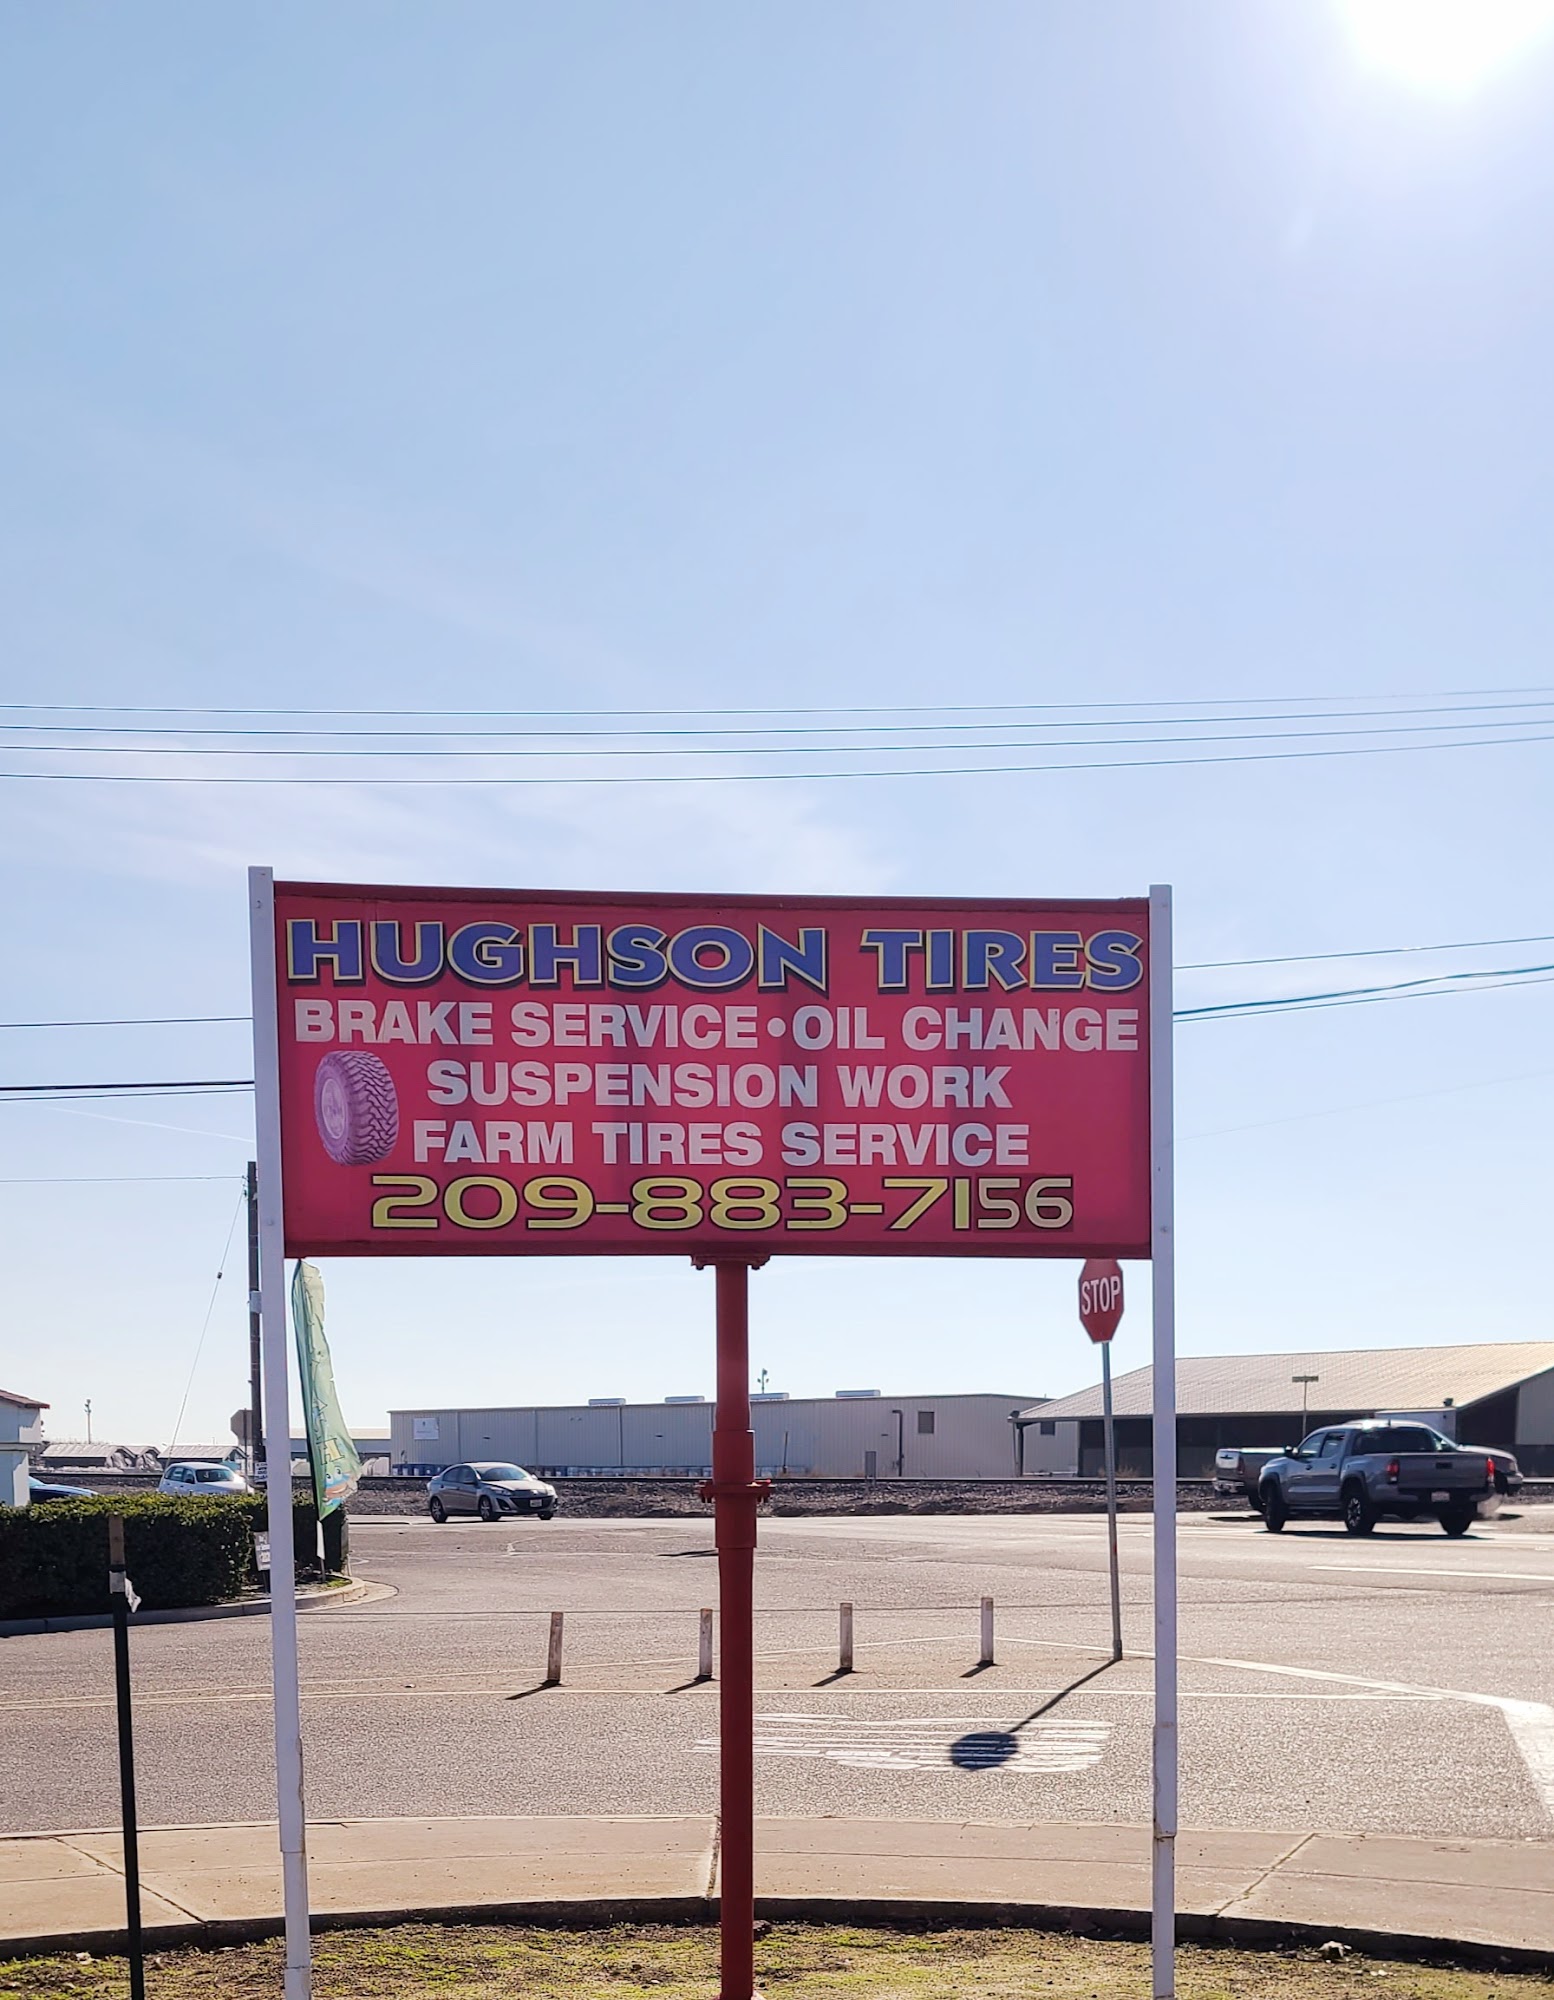 HUGHSON TIRES
BRAKE SERVICE•OIL CHANGE
SUSPENSION WORK
FARM TIRES SERVICE
209-883-7156
STOP